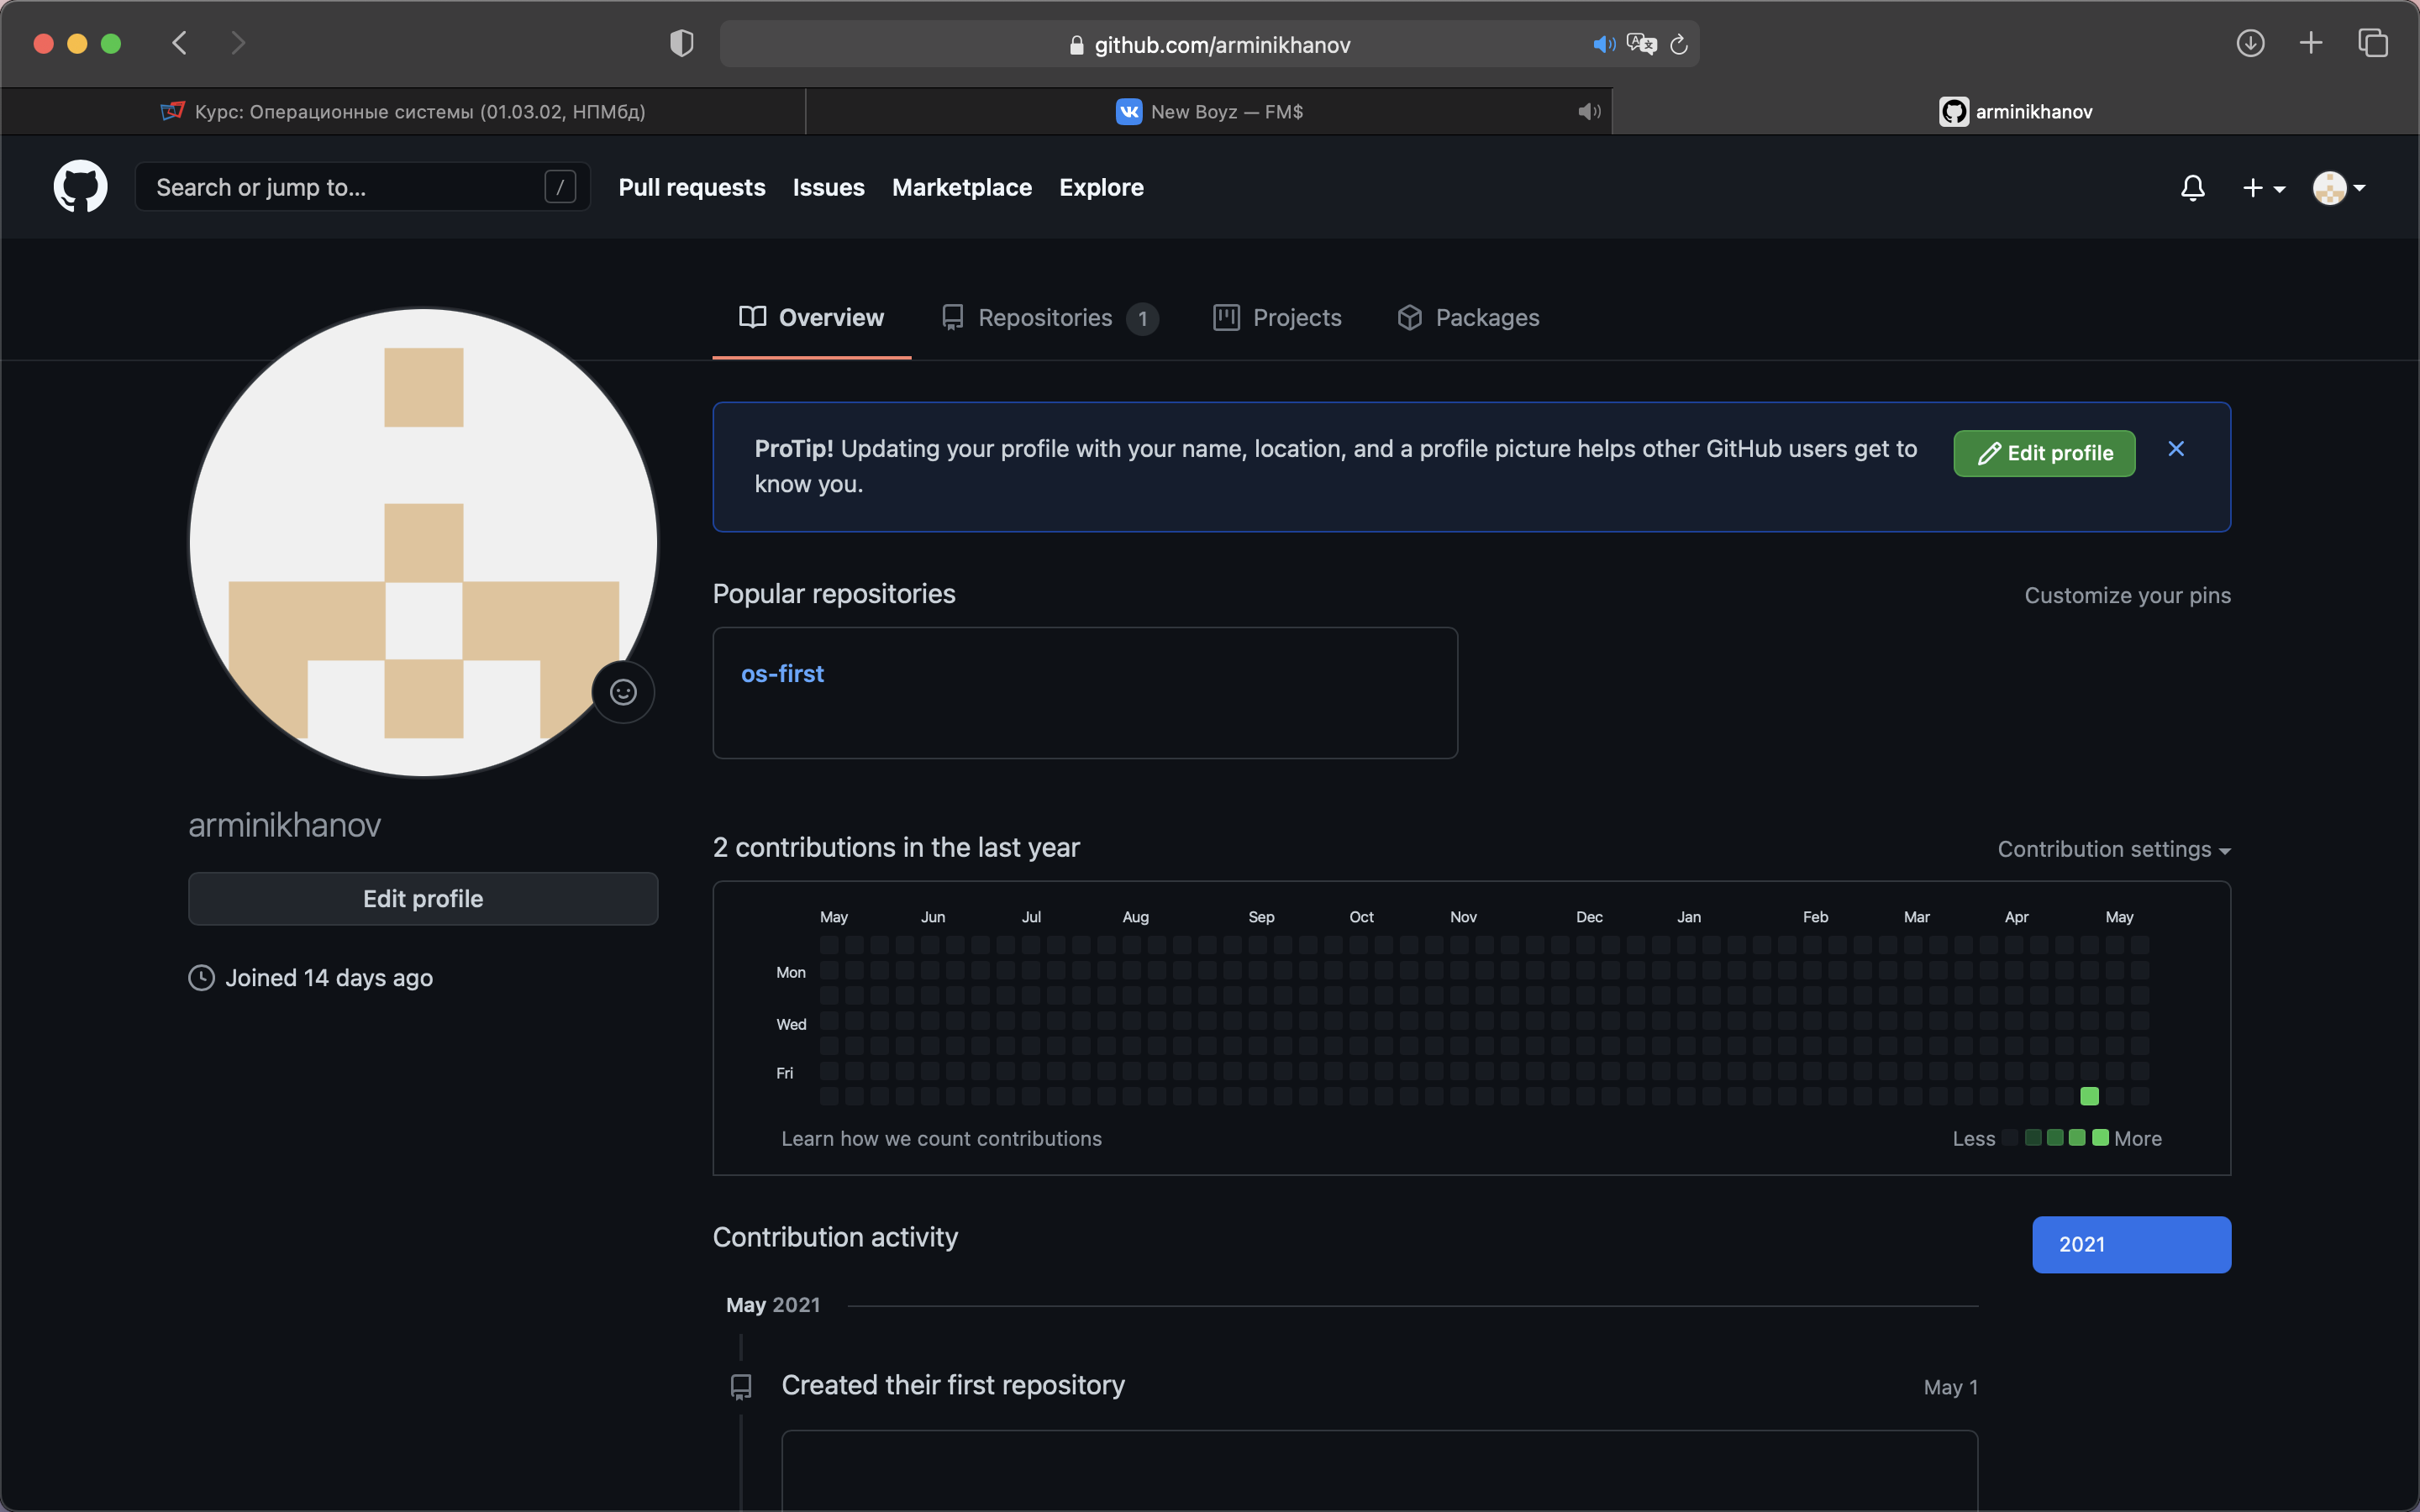 github.com/arminikhanov
Курс: Операционные системы (01.03.02, НПМбд)
New Boyz — FM$
arminikhanov
Search or jump to...
/
Pull requests
Issues
Marketplace
Explore
Overview
Repositories 1
Projects
Packages
ProTip! Updating your profile with your name, location, and a profile picture helps other GitHub users get to
know you.
Edit profile
Popular repositories
Customize your pins
os-first
arminikhanov
Edit profile
Joined 14 days ago
2 contributions in the last year
Contribution settings
May Jun Jul Aug Sep Oct Nov Dec Jan Feb Mar Apr May
Mon
Wed
Fri
Learn how we count contributions
Less More
Contribution activity
2021
May 2021
Created their first repository
May 1